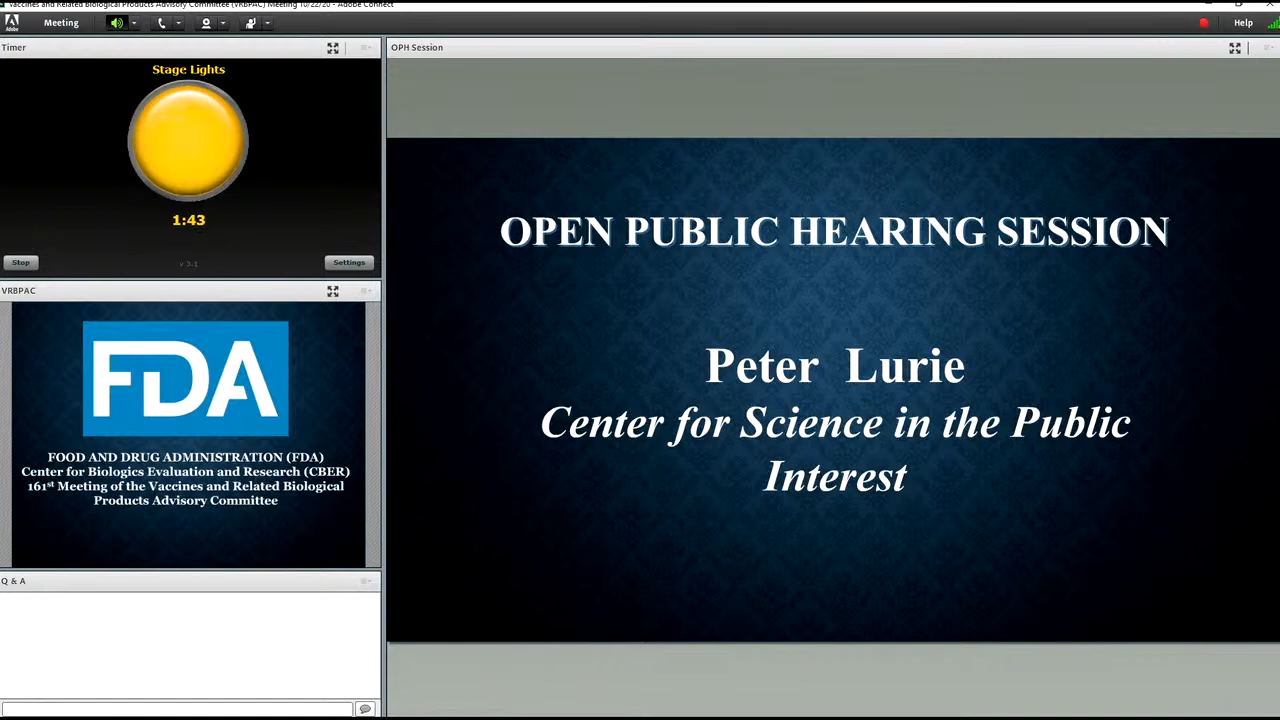 Vaccines and Related Biological Products Advisory Committee (VRBPAC) Meeting 10/22/20 - Adobe Connect
Adobe
Meeting
Help
Timer
Stage Lights
1:43
Stop
v 3.1
Settings
VRBPAC
FDA
FOOD AND DRUG ADMINISTRATION (FDA)
Center for Biologics Evaluation and Research (CBER)
161st Meeting of the Vaccines and Related Biological
Products Advisory Committee
Q & A
OPH Session
OPEN PUBLIC HEARING SESSION
Peter Lurie
Center for Science in the Public
Interest